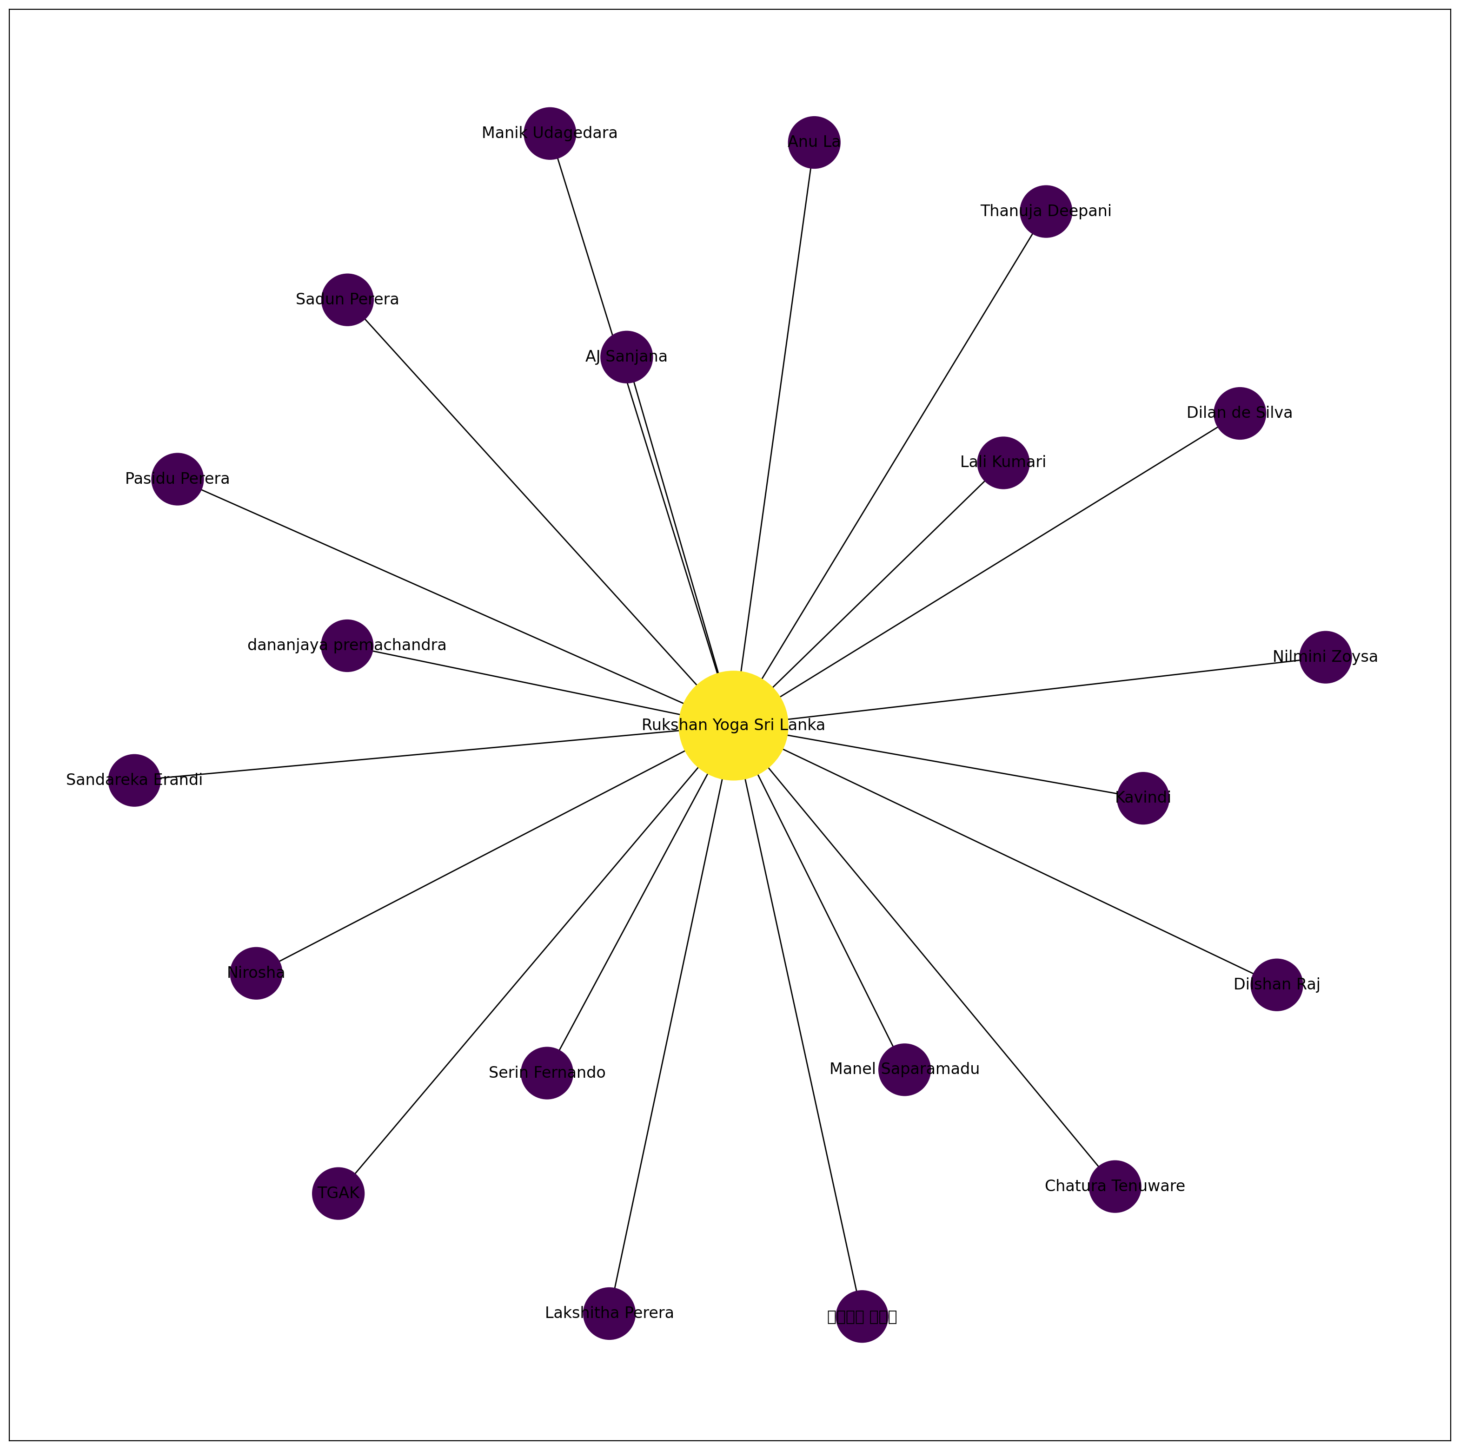 Manik Udagedara
Anu La
Thanuja Deepani
Sadun Perera
AJ Sanjana
Dilan de Silva
Lali Kumari
Pasidu Perera
dananjaya premachandra
Nilmini Zoysa
Rukshan Yoga Sri Lanka
Sandareka Erandi
Kavindi
Nirosha
Dilshan Raj
Serin Fernando
Manel Saparamadu
TGAK
Chatura Tenuware
Lakshitha Perera